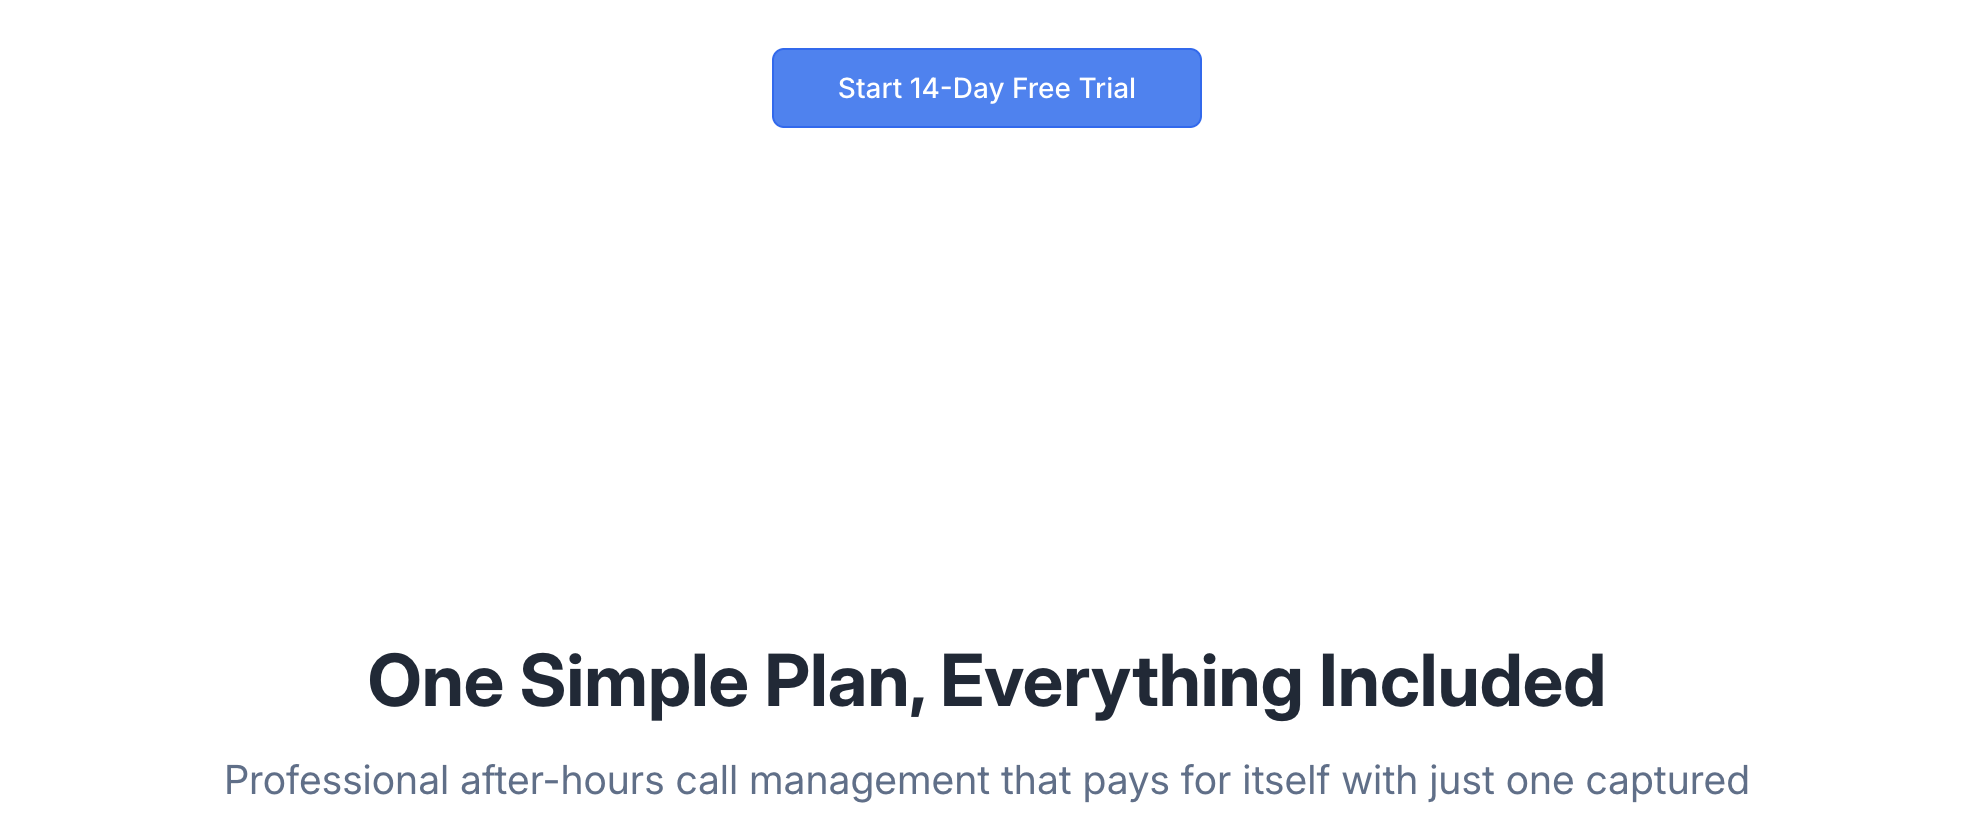 Start 14-Day Free Trial
One Simple Plan, Everything Included
Professional after-hours call management that pays for itself with just one captured